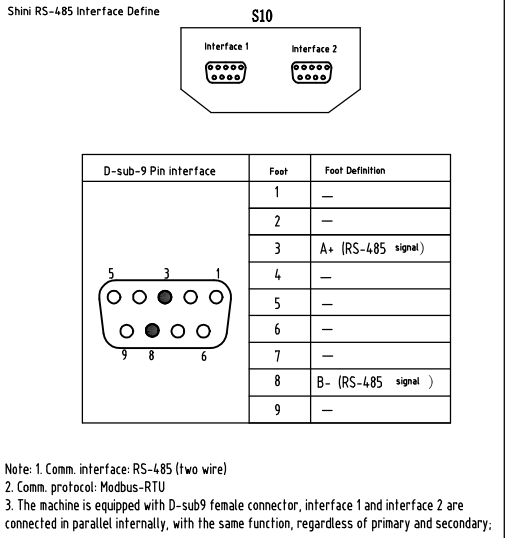 Shini RS-485 Interface Define
S10
Interface 1 Interface 2
D-sub-9 Pin interface Foot Foot Definition
1 —
2 —
3 A+ (RS-485 signal)
4 —
5 —
6 —
7 —
8 B- (RS-485 signal )
9 —
5 3 1
9 8 6
Note: 1. Comm. interface: RS-485 (two wire)
2. Comm. protocol: Modbus-RTU
3. The machine is equipped with D-sub9 female connector, interface 1 and interface 2 are
connected in parallel internally, with the same function, regardless of primary and secondary;